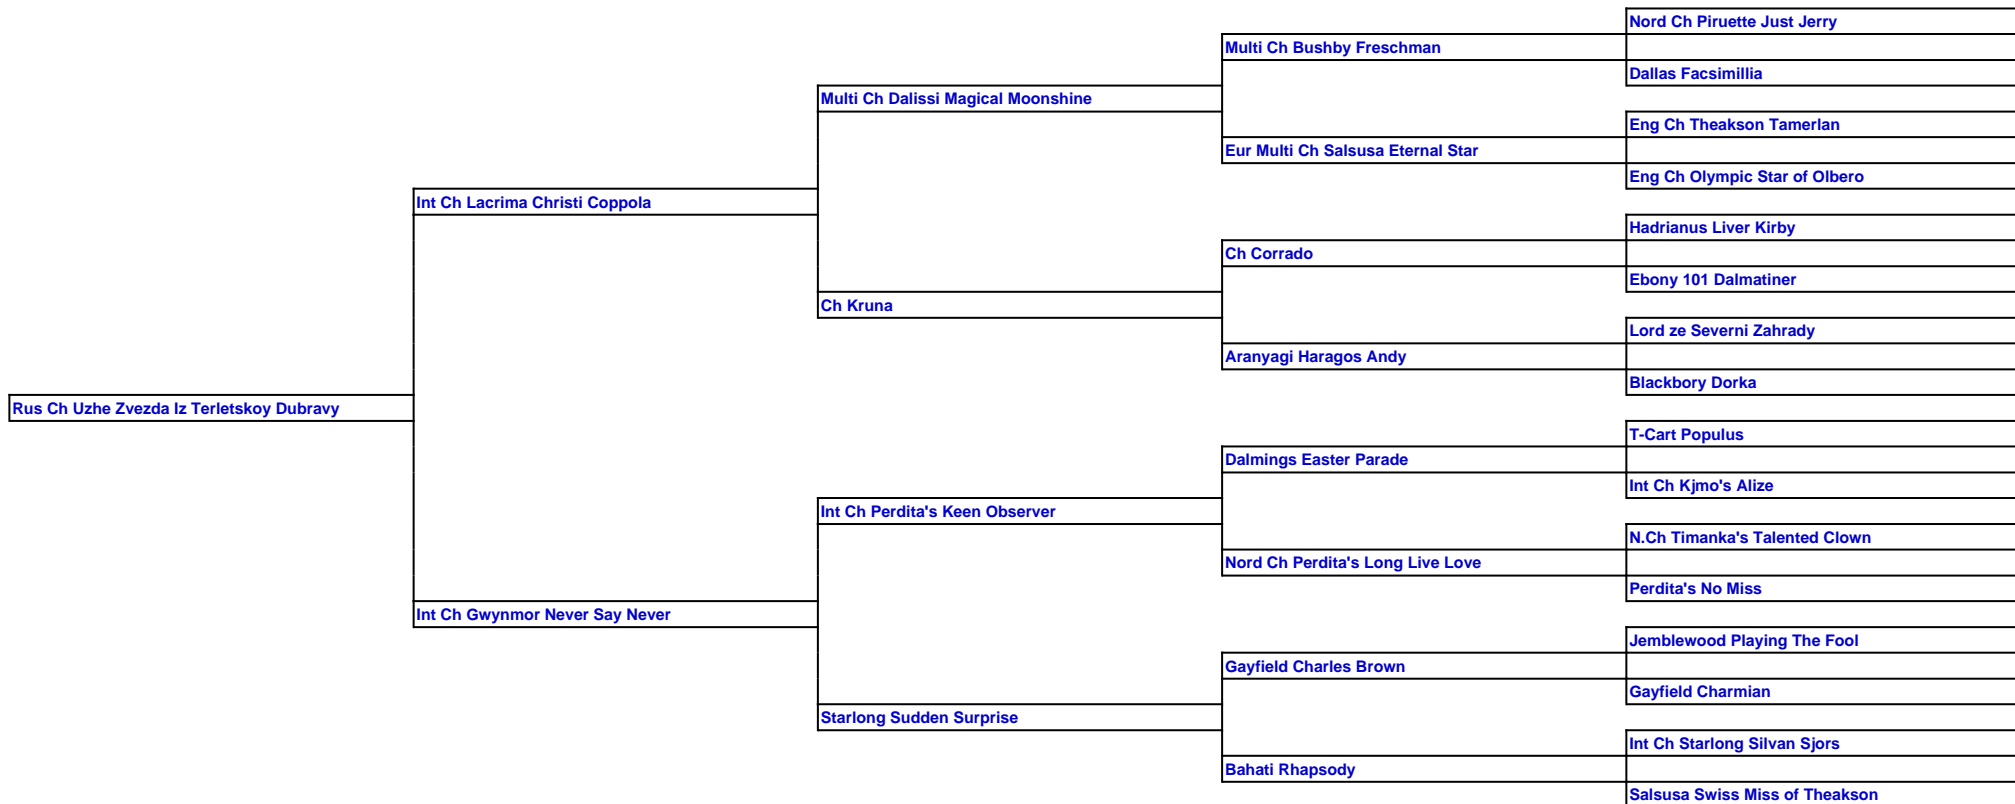 Nord Ch Piruette Just Jerry
Multi Ch Bushby Freschman
Dallas Facsimillia
Multi Ch Dalissi Magical Moonshine
Eng Ch Theakson Tamerlan
Eur Multi Ch Salsusa Eternal Star
Eng Ch Olympic Star of Olbero
Int Ch Lacrima Christi Coppola
Hadrianus Liver Kirby
Ch Corrado
Ebony 101 Dalmatiner
Ch Kruna
Lord ze Severni Zahrady
Aranyagi Haragos Andy
Blackbory Dorka
Rus Ch Uzhe Zvezda Iz Terletskoy Dubravy
T-Cart Populus
Dalmings Easter Parade
Int Ch Kjmo's Alize
Int Ch Perdita's Keen Observer
N.Ch Timanka's Talented Clown
Nord Ch Perdita's Long Live Love
Perdita's No Miss
Int Ch Gwynmor Never Say Never
Jemblewood Playing The Fool
Gayfield Charles Brown
Gayfield Charmian
Starlong Sudden Surprise
Int Ch Starlong Silvan Sjors
Bahati Rhapsody
Salsusa Swiss Miss of Theakson